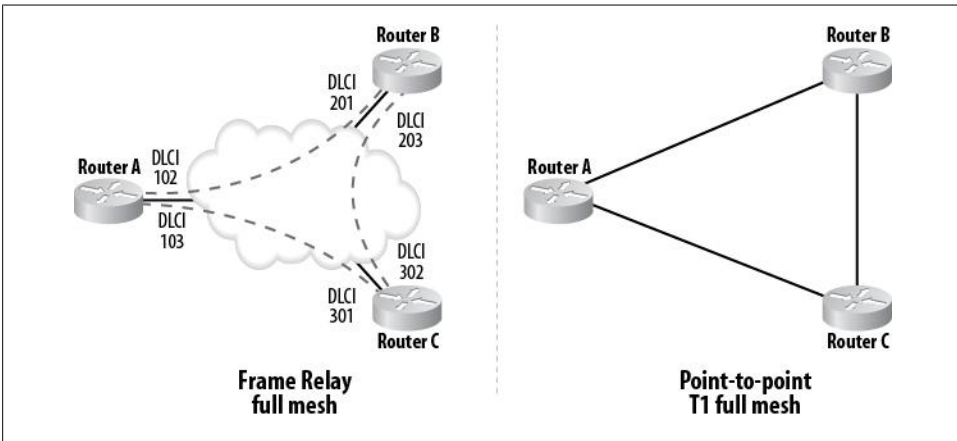 Router B
DLCI
201
DLCI
203
Router A
DLCI
102
DLCI
103
DLCI
302
DLCI
301
Router C
Frame Relay
full mesh
Router B
Router A
Router C
Point-to-point
T1 full mesh